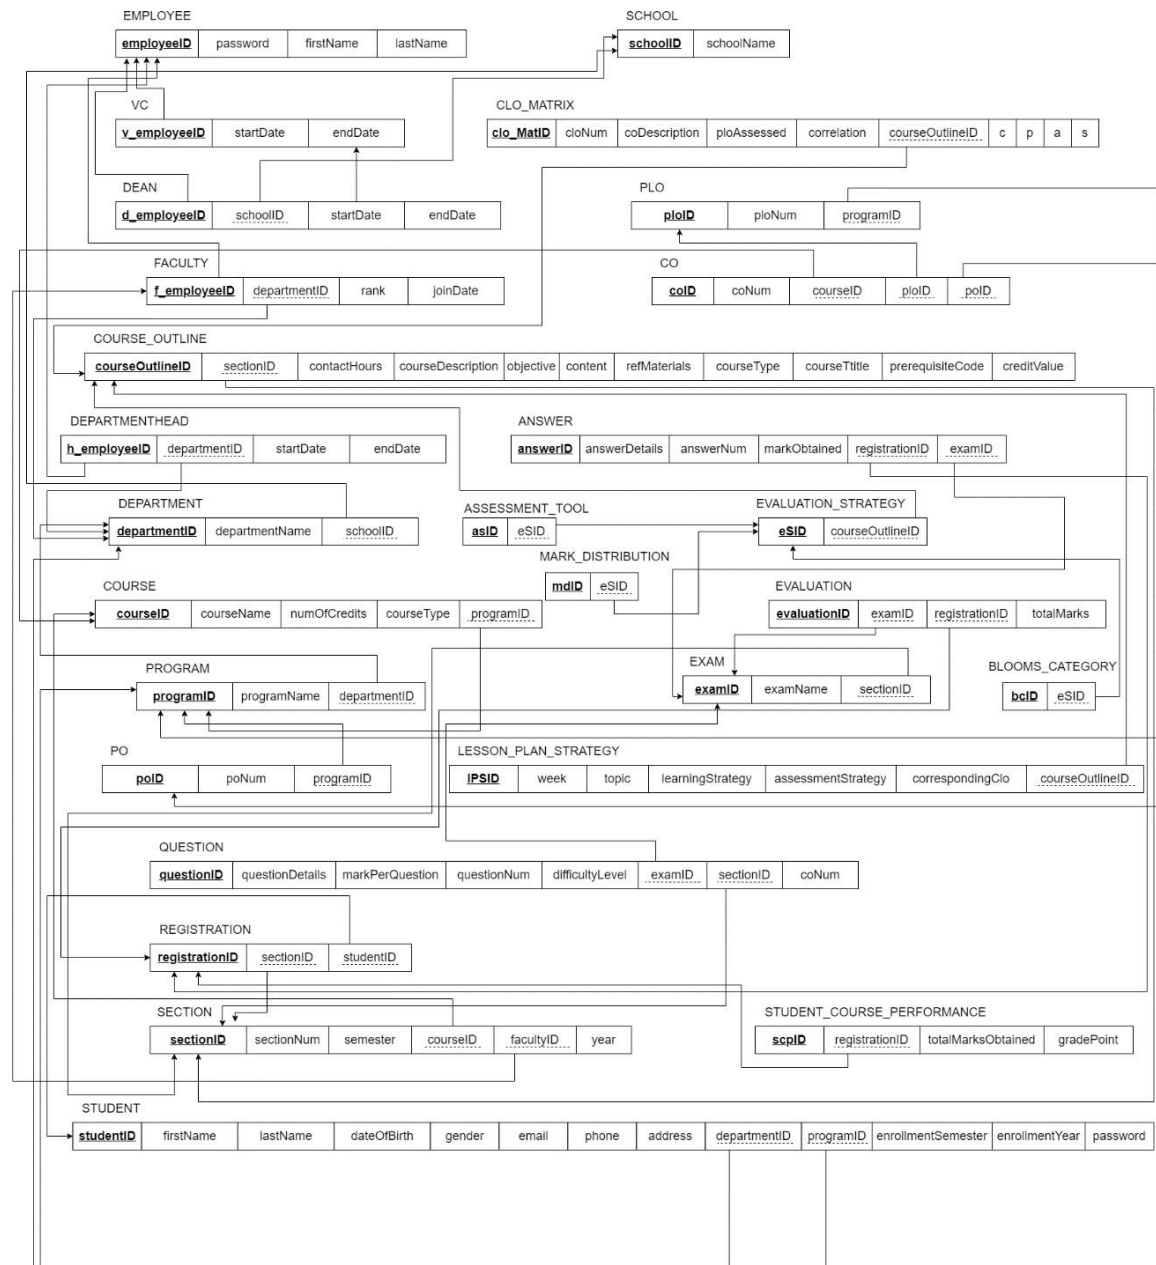 EMPLOYEE
employeeID password firstName lastName
SCHOOL
schoolID schoolName
VC
v_employeeID startDate endDate
CLO_MATRIX
clo_MatID cloNum coDescription ploAssessed correlation courseOutlineID c p a s
DEAN
d_employeeID schoolID startDate endDate
PLO
ploID ploNum programID
FACULTY
f_employeeID departmentID rank joinDate
CO
coID coNum courseID ploID poID
COURSE_OUTLINE
courseOutlineID sectionID contactHours courseDescription objective content refMaterials courseType courseTtitle prerequisiteCode creditValue
DEPARTMENTHEAD
h_employeeID departmentID startDate endDate
ANSWER
answerID answerDetails answerNum markObtained registrationID examID
DEPARTMENT
departmentID departmentName schoolID
ASSESSMENT_TOOL
asID eSID
EVALUATION_STRATEGY
eSID courseOutlineID
MARK_DISTRIBUTION
mdID eSID
COURSE
courseID courseName numOfCredits courseType programID
EVALUATION
evaluationID examID registrationID totalMarks
PROGRAM
programID programName departmentID
EXAM
examID examName sectionID
BLOOMS_CATEGORY
bcID eSID
PO
poID poNum programID
LESSON_PLAN_STRATEGY
lPSID week topic learningStrategy assessmentStrategy correspondingClo courseOutlineID
QUESTION
questionID questionDetails markPerQuestion questionNum difficultyLevel examID sectionID coNum
REGISTRATION
registrationID sectionID studentID
SECTION
sectionID sectionNum semester courseID facultyID year
STUDENT_COURSE_PERFORMANCE
scpID registrationID totalMarksObtained gradePoint
STUDENT
studentID firstName lastName dateOfBirth gender email phone address departmentID programID enrollmentSemester enrollmentYear password